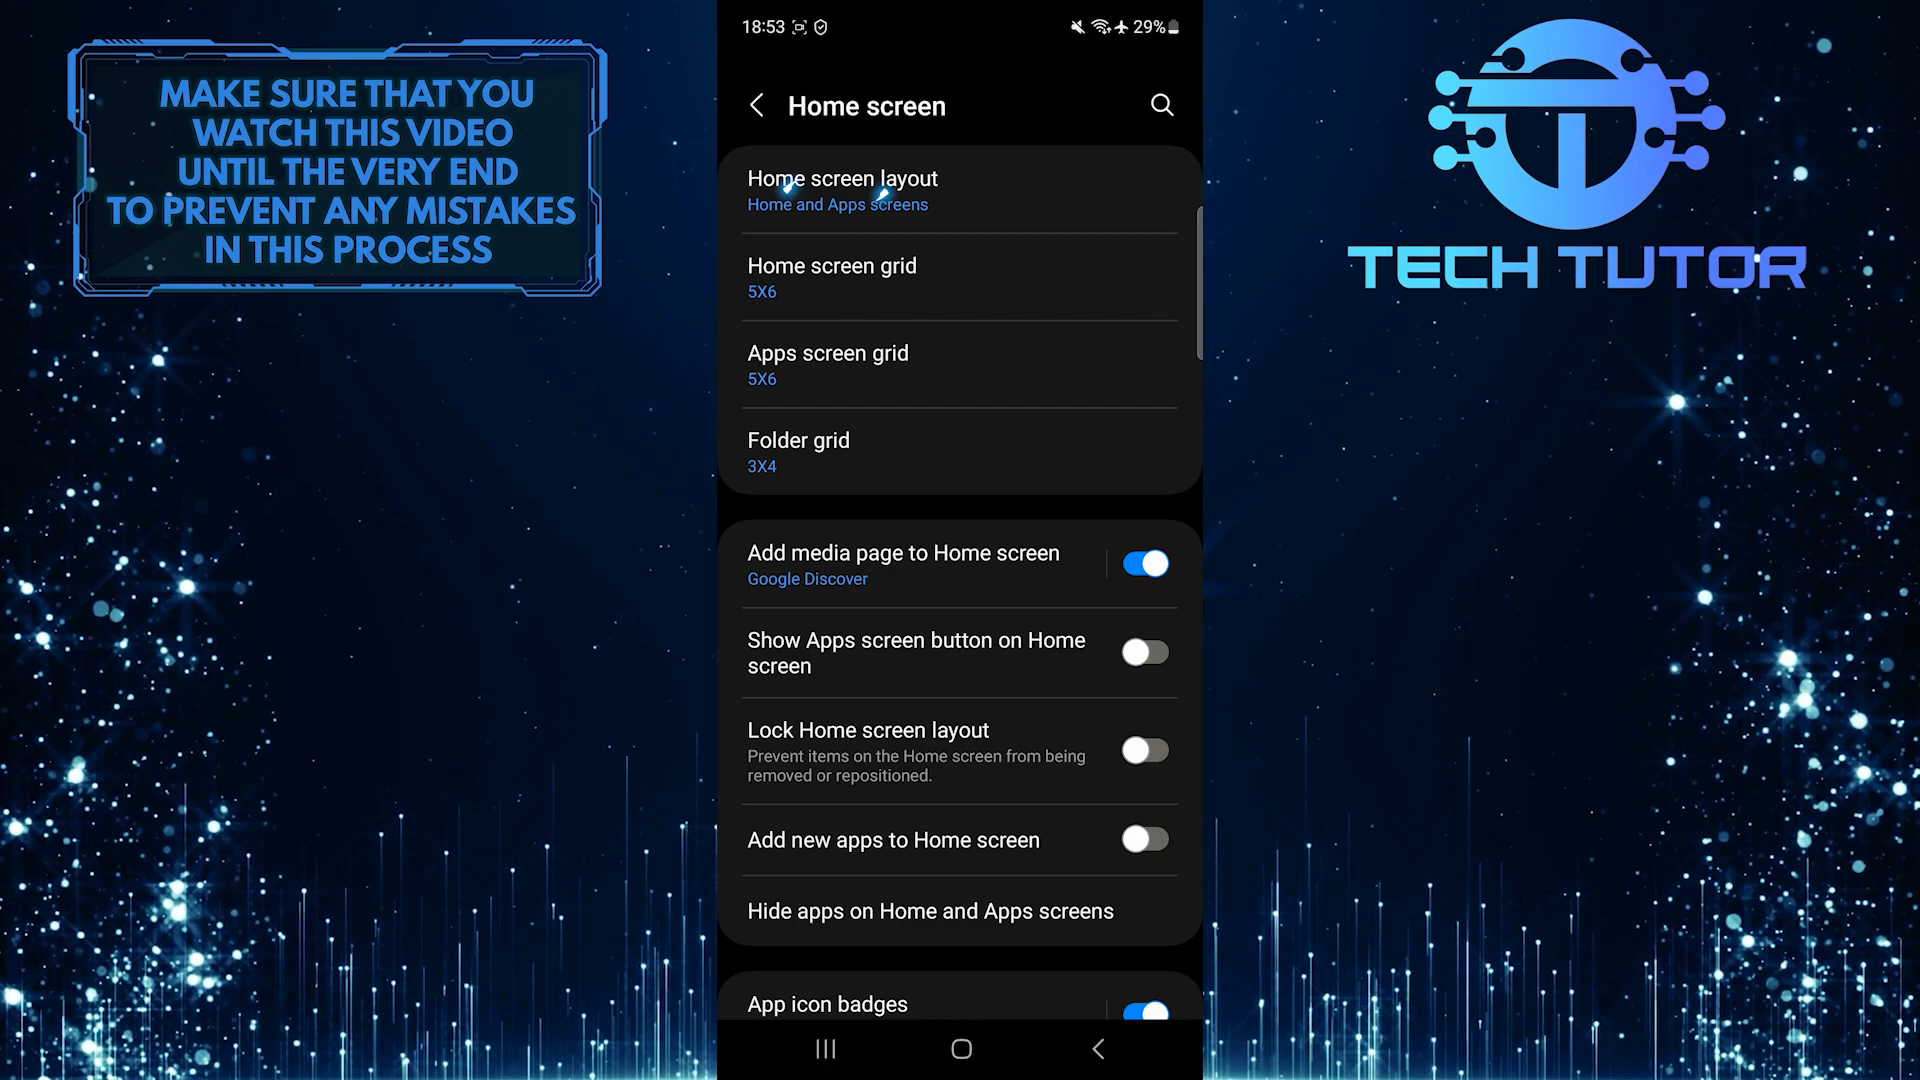 MAKE SURE THAT YOU
WATCH THIS VIDEO
UNTIL THE VERY END
TO PREVENT ANY MISTAKES
IN THIS PROCESS
18:53
29%
Home screen
Home screen layout
Home and Apps screens
Home screen grid
5X6
Apps screen grid
5X6
Folder grid
3X4
Add media page to Home screen
Google Discover
Show Apps screen button on Home
screen
Lock Home screen layout
Prevent items on the Home screen from being
removed or repositioned.
Add new apps to Home screen
Hide apps on Home and Apps screens
App icon badges
TECH TUTOR